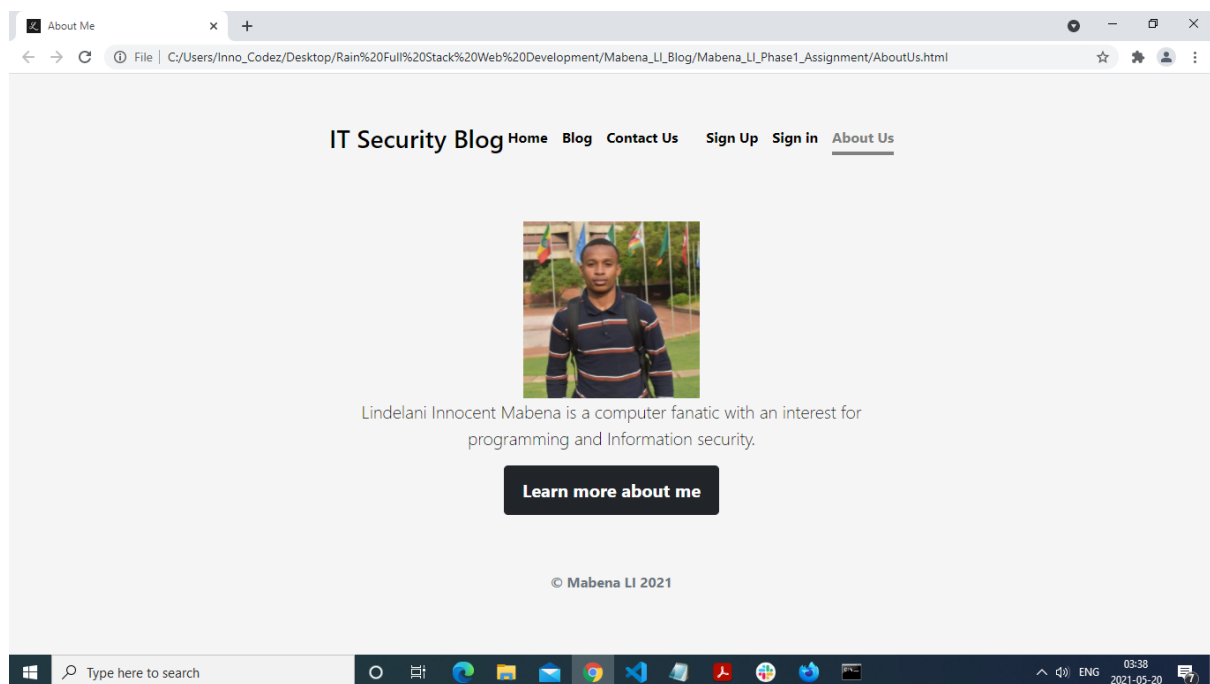 About Me
File | C:/Users/Inno_Codez/Desktop/Rain%20Full%20Stack%20Web%20Development/Mabena_LI_Blog/Mabena_LI_Phase1_Assignment/AboutUs.html
IT Security Blog Home Blog Contact Us Sign Up Sign in About Us
Lindelani Innocent Mabena is a computer fanatic with an interest for
programming and Information security.
Learn more about me
© Mabena LI 2021
Type here to search
ENG
03:38
2021-05-20
7